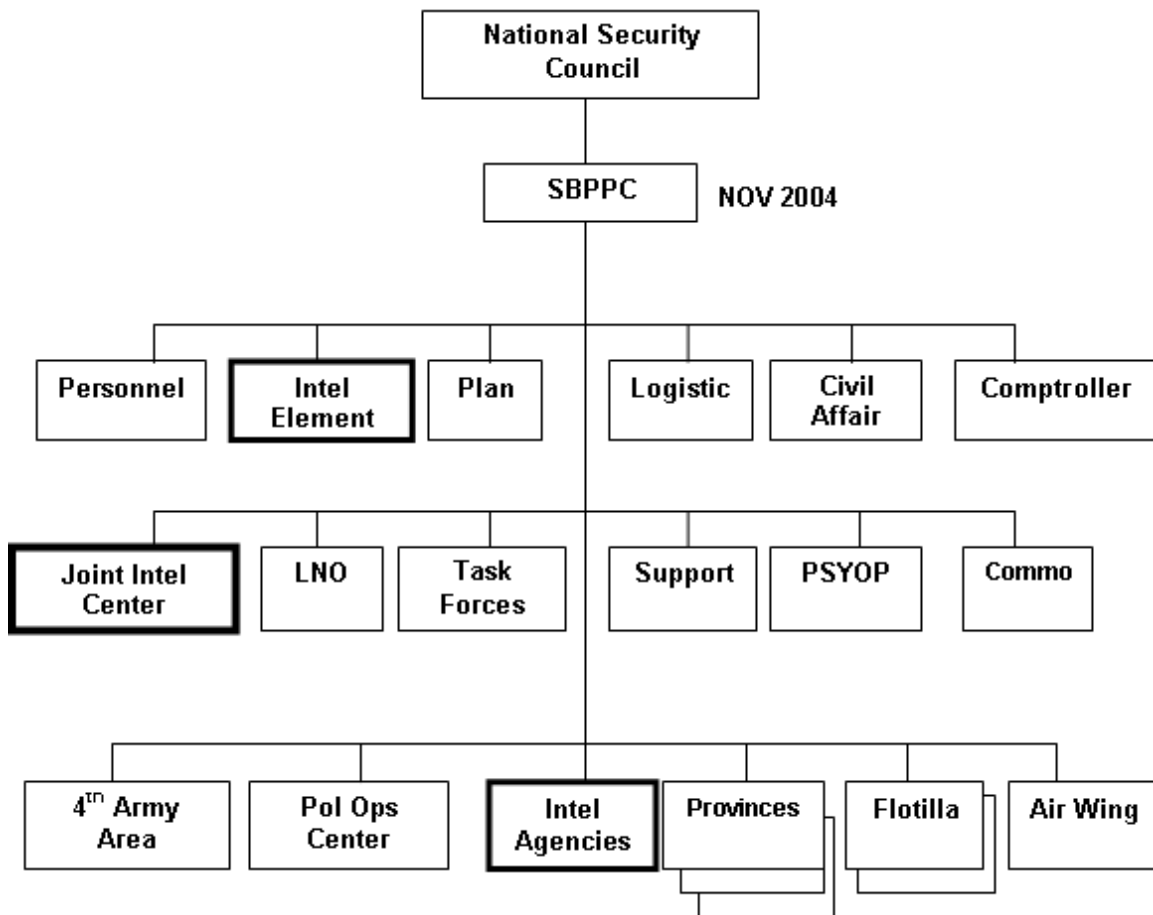 National Security
Council
SBPPC
NOV 2004
Personnel
Intel
Element
Plan
Logistic
Civil
Affair
Comptroller
Joint Intel
Center
LNO
Task
Forces
Support
PSYOP
Commo
4th Army
Area
Pol Ops
Center
Intel
Agencies
Provinces
Flotilla
Air Wing